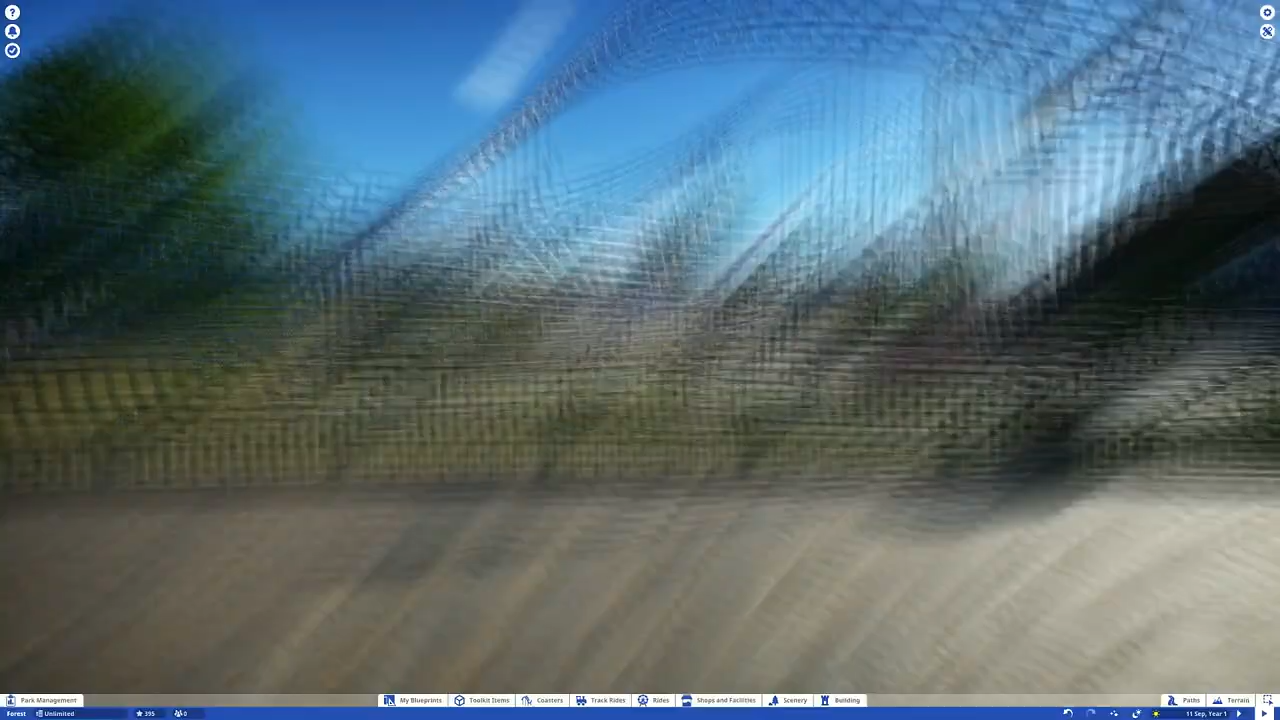 ?
Park Management
My Blueprints
Toolkit Items
Coasters
Track Rides
Rides
Shops and Facilities
Scenery
Building
Paths
Terrain
Forest
Unlimited
395
0
11 Sep, Year 1